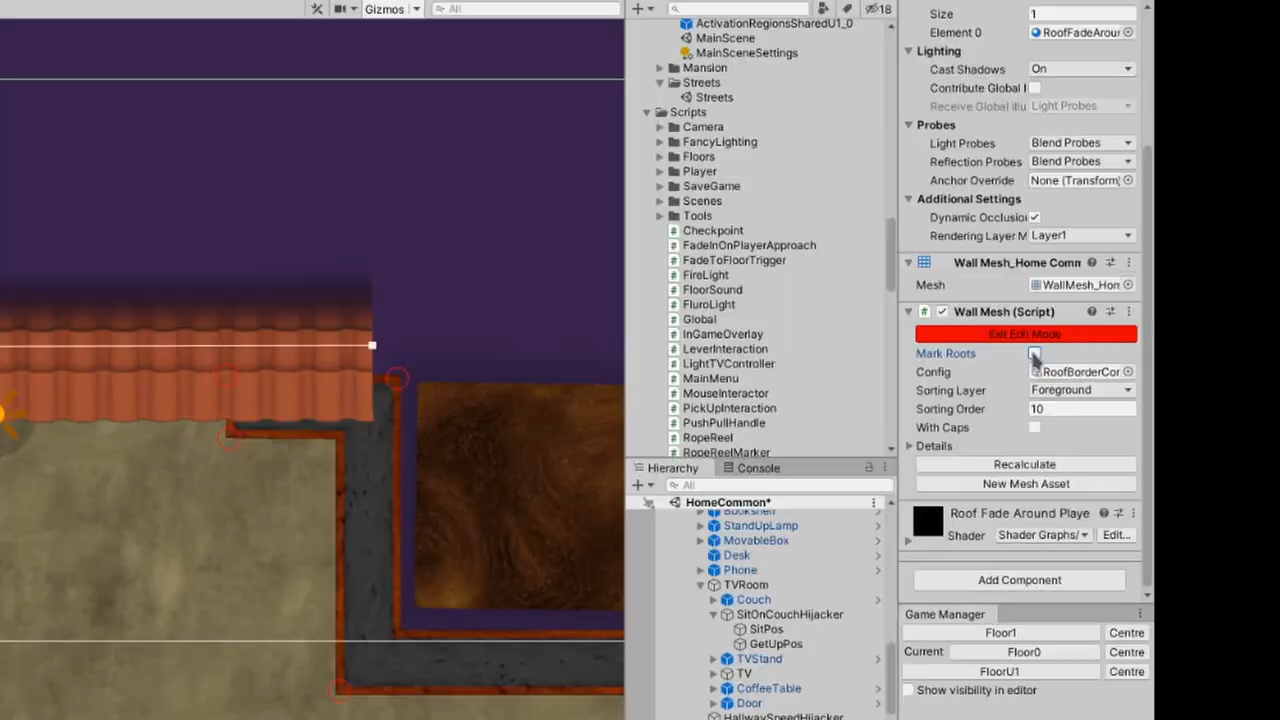 Gizmos
All
18
ActivationRegionsSharedU1_0
MainScene
MainSceneSettings
Mansion
Streets
Streets
Scripts
Camera
FancyLighting
Floors
Player
SaveGame
Scenes
Tools
Checkpoint
FadeInOnPlayerApproach
FadeToFloorTrigger
FireLight
FloorSound
FluroLight
Global
InGameOverlay
LeverInteraction
LightTVController
MainMenu
MouseInteractor
PickUpInteraction
PushPullHandle
RopeReel
RopeReelMarker
Hierarchy
Console
All
HomeCommon*
Bookshelf
StandUpLamp
MovableBox
Desk
Phone
TVRoom
Couch
SitOnCouchHijacker
SitPos
GetUpPos
TVStand
TV
CoffeeTable
Door
HallwaySpeedHijacker
Size 1
Element 0 RoofFadeArour
Lighting
Cast Shadows On
Contribute Global I
Receive Global Illu Light Probes
Probes
Light Probes Blend Probes
Reflection Probes Blend Probes
Anchor Override None (Transform)
Additional Settings
Dynamic Occlusion
Rendering Layer M Layer1
Wall Mesh_Home Comm
Mesh WallMesh_Hom
Wall Mesh (Script)
Exit Edit Mode
Mark Roots
Config RoofBorderCor
Sorting Layer Foreground
Sorting Order 10
With Caps
Details
Recalculate
New Mesh Asset
Roof Fade Around Playe
Shader Shader Graphs/ Edit...
Add Component
Game Manager
Floor1 Centre
Current Floor0 Centre
FloorU1 Centre
Show visibility in editor